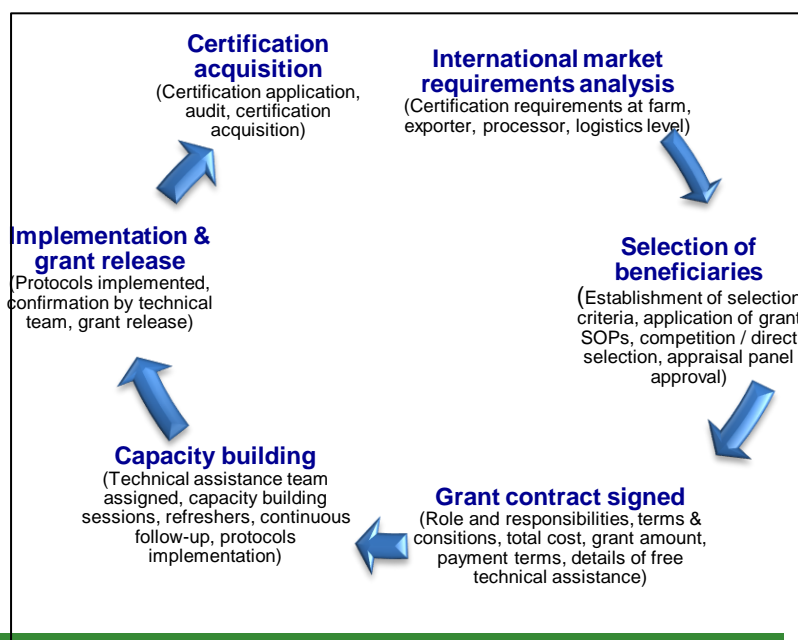 International market
requirements analysis
(Certification requirements at farm,
exporter, processor, logistics level)
Selection of
beneficiaries
(Establishment of selection
criteria, application of grant
SOPs, competition / direct
selection, appraisal panel
approval)
Grant contract signed
(Role and responsibilities, terms &
consitions, total cost, grant amount,
payment terms, details of free
technical assistance)
Capacity building
(Technical assistance team
assigned, capacity building
sessions, refreshers, continuous
follow-up, protocols
implementation)
Implementation &
grant release
(Protocols implemented,
confirmation by technical
team, grant release)
Certification
acquisition
(Certification application,
audit, certification
acquisition)